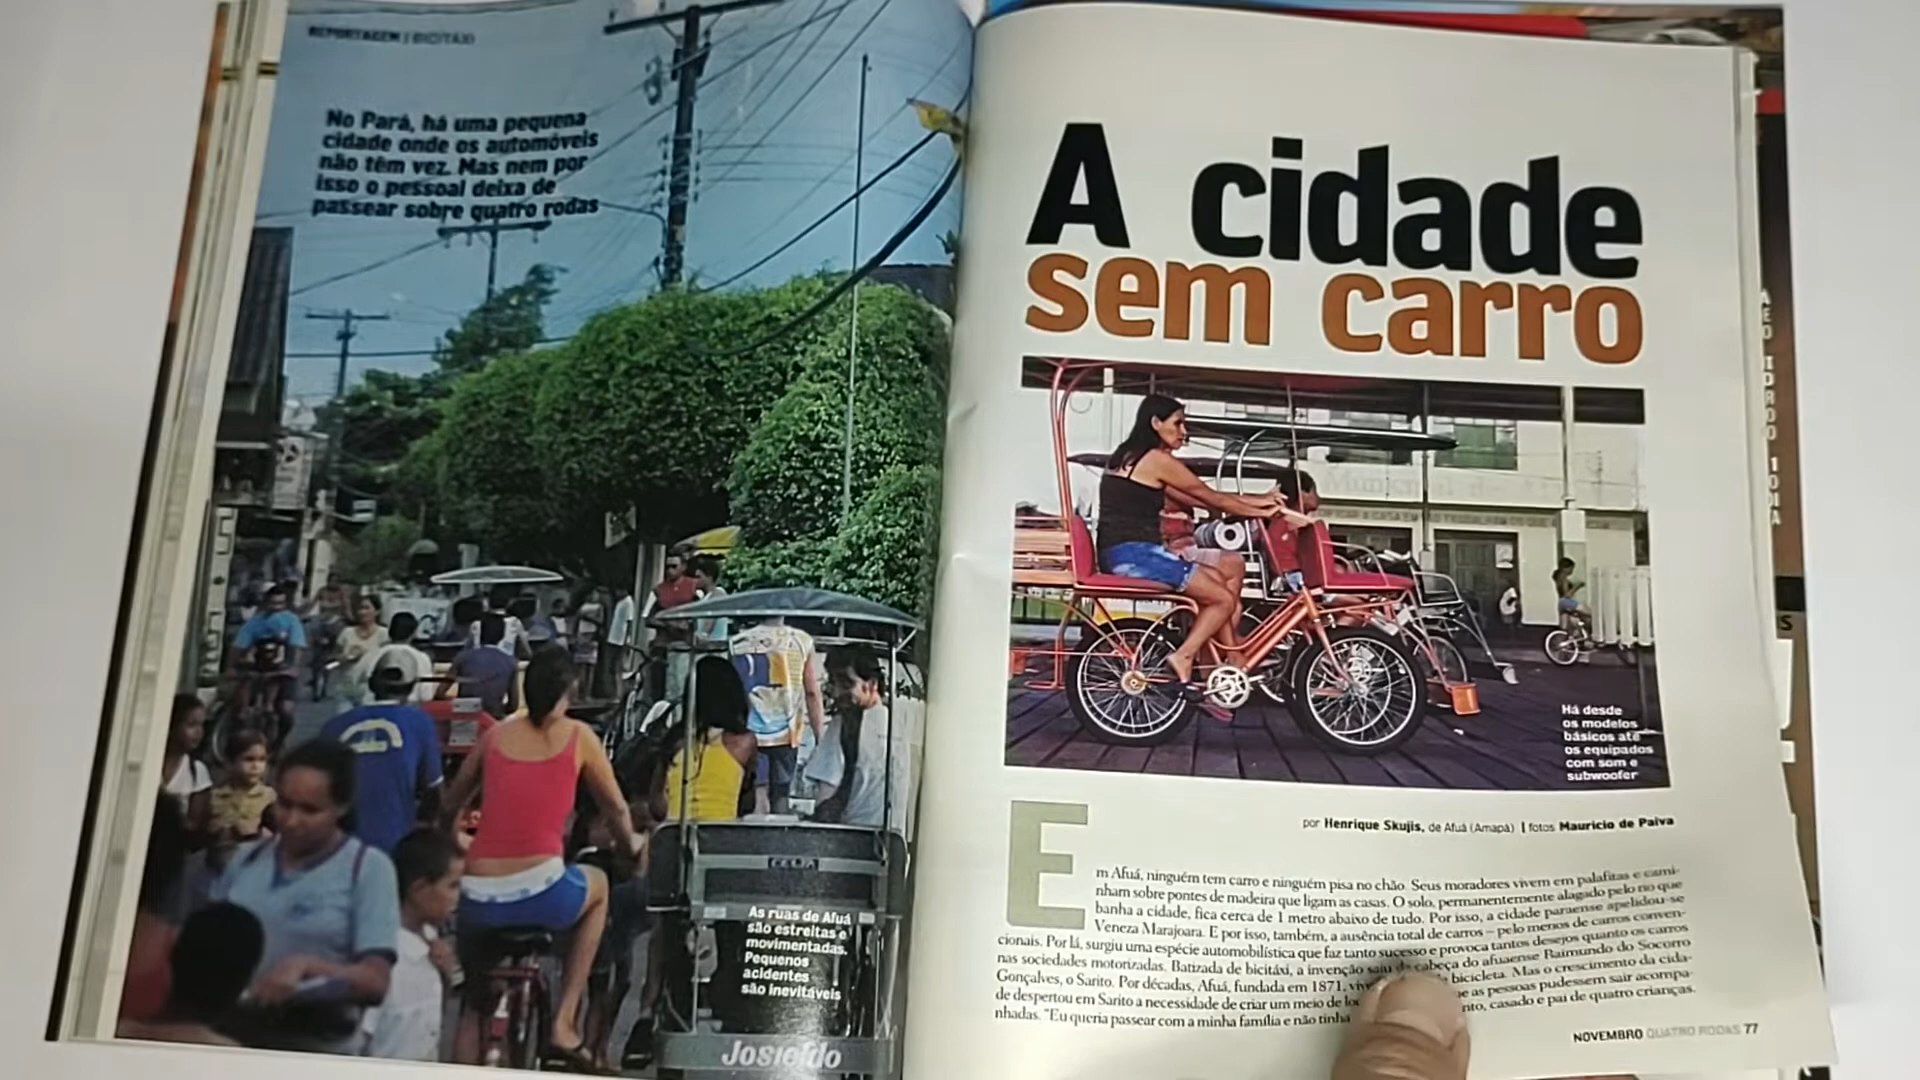 REPORTAGEM | BICITÁXI
No Pará, há uma pequena
cidade onde os automóveis
não têm vez. Mas nem por
isso o pessoal deixa de
passear sobre quatro rodas
As ruas de Afuá
são estreitas e
movimentadas.
Pequenos
acidentes
são inevitáveis
CELTA
Josieldo
A cidade
sem carro
Há desde
os modelos
básicos até
os equipados
com som e
subwoofer
por Henrique Skujis, de Afuá (Amapá) | fotos Mauricio de Paiva
Em Afuá, ninguém tem carro e ninguém pisa no chão. Seus moradores vivem em palafitas e cami-
nham sobre pontes de madeira que ligam as casas. O solo, permanentemente alagado pelo rio que
banha a cidade, fica cerca de 1 metro abaixo de tudo. Por isso, a cidade paraense apelidou-se
Veneza Marajoara. E por isso, também, a ausência total de carros – pelo menos de carros conven-
cionais. Por lá, surgiu uma espécie automobilística que faz tanto sucesso e provoca tantos desejos quanto os carros
nas sociedades motorizadas. Batizada de bicitáxi, a invenção saiu da cabeça do afuaense Raimundo do Socorro
Gonçalves, o Sarito. Por décadas, Afuá, fundada em 1871, bicicleta. Mas o crescimento da cida-
de despertou em Sarito a necessidade de criar um meio de as pessoas pudessem sair acompa-
nhadas. "Eu queria passear com a minha família e não tinha casado e pai de quatro crianças.
NOVEMBRO QUATRO RODAS 77